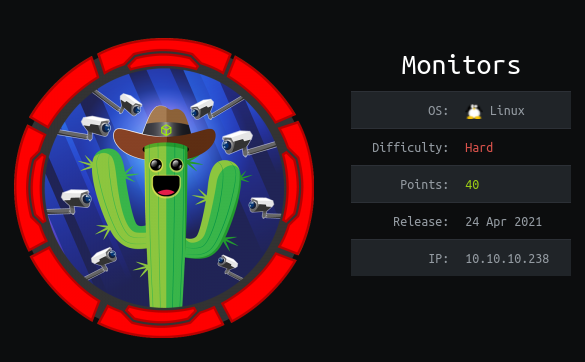 Monitors
OS: Linux
Difficulty: Hard
Points: 40
Release: 24 Apr 2021
IP: 10.10.10.238